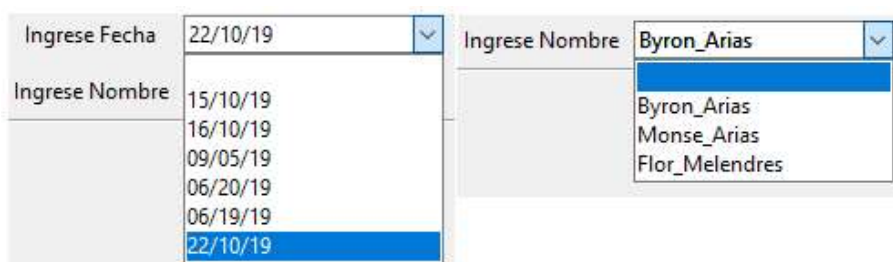 Ingrese Fecha 22/10/19
Ingrese Nombre
15/10/19
16/10/19
09/05/19
06/20/19
06/19/19
22/10/19
Ingrese Nombre Byron_Arias
Byron_Arias
Monse_Arias
Flor_Melendres